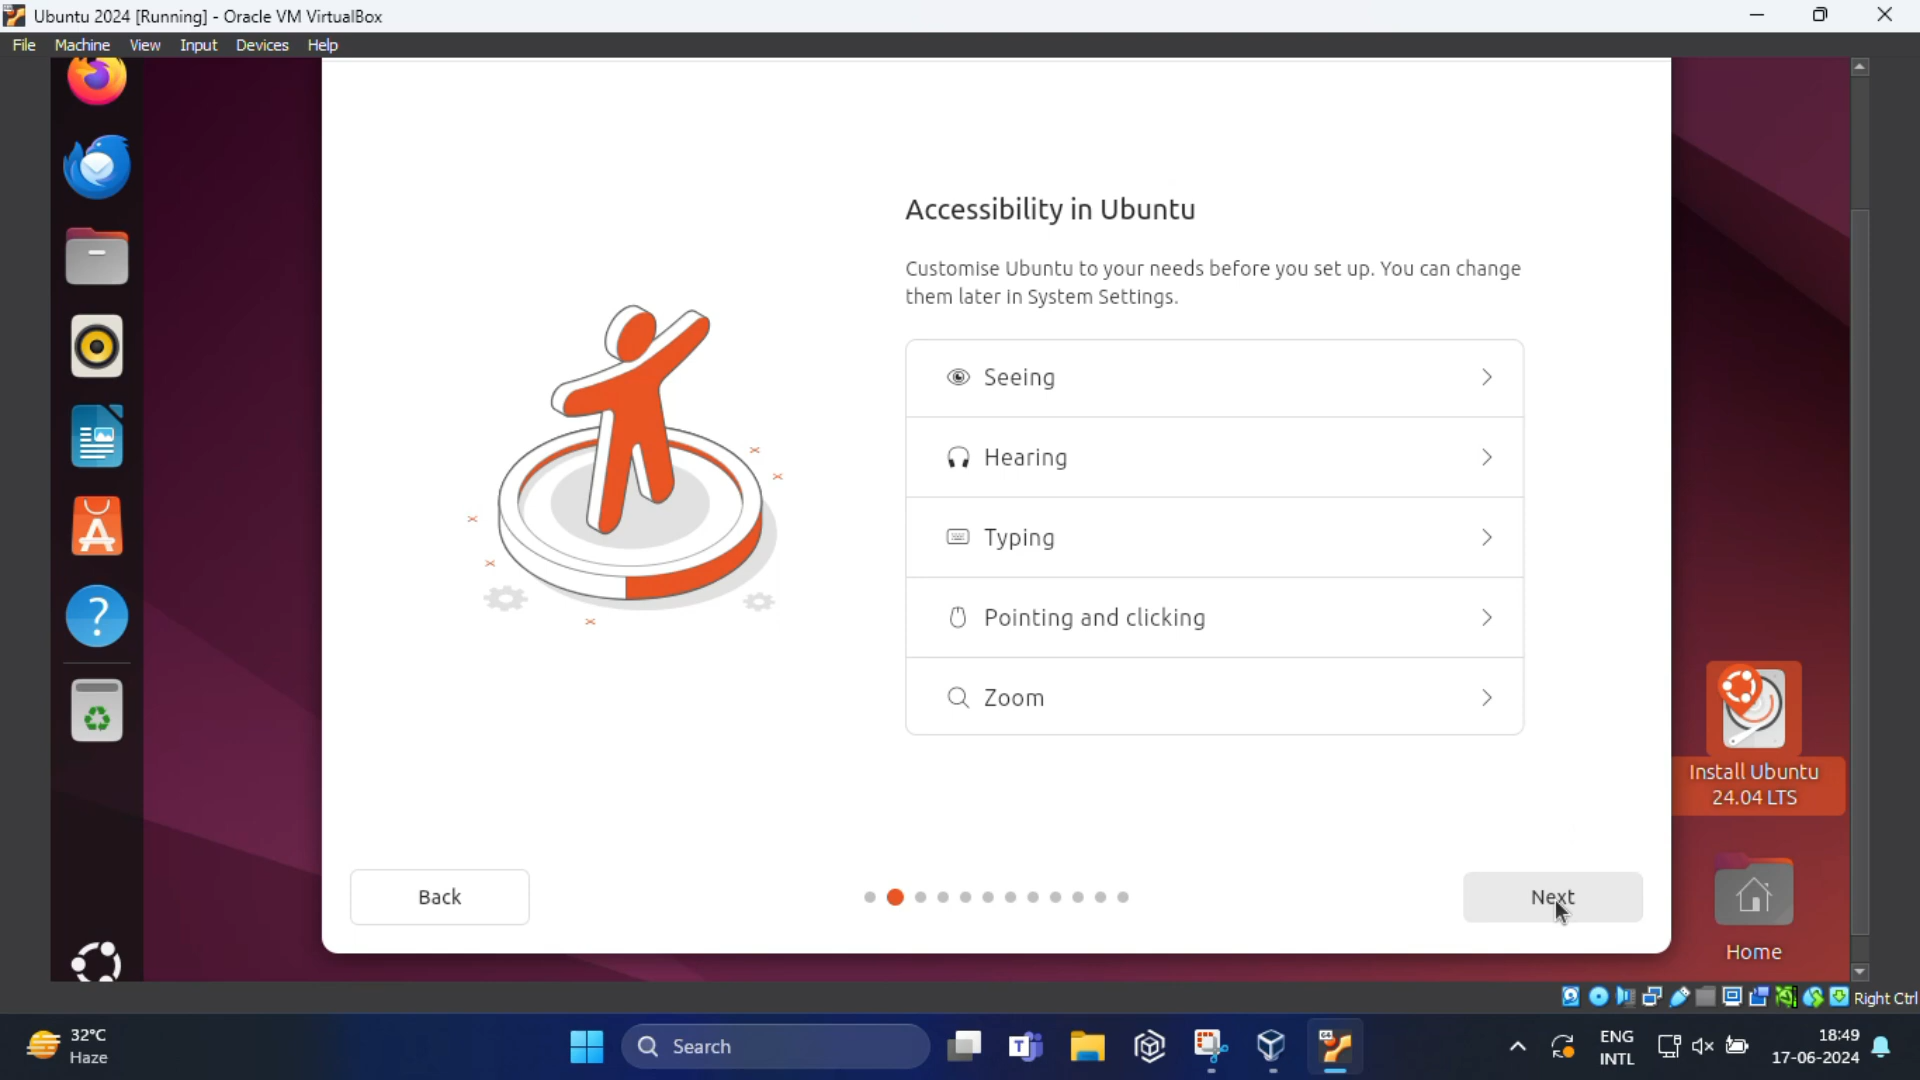 Ubuntu 2024 [Running] - Oracle VM VirtualBox
File Machine View Input Devices Help
Accessibility in Ubuntu
Customise Ubuntu to your needs before you set up. You can change
them later in System Settings.
Seeing
Hearing
Typing
Pointing and clicking
Zoom
Install Ubuntu
24.04 LTS
Back
Next
Home
Right Ctrl
32°C
Haze
Search
ENG
INTL
18:49
17-06-2024